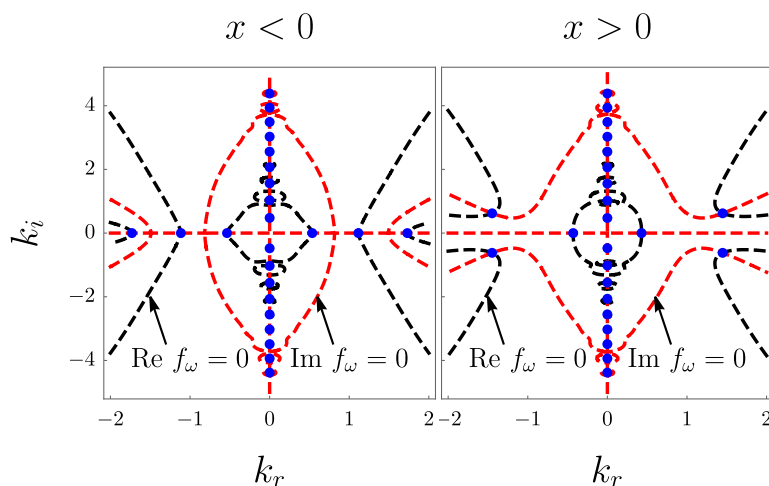 x < 0
x > 0
k_i
4
2
0
−2
−4
Re f_ω = 0
Im f_ω = 0
Re f_ω = 0
Im f_ω = 0
−2
−1
0
1
2
−2
−1
0
1
2
k_r
k_r